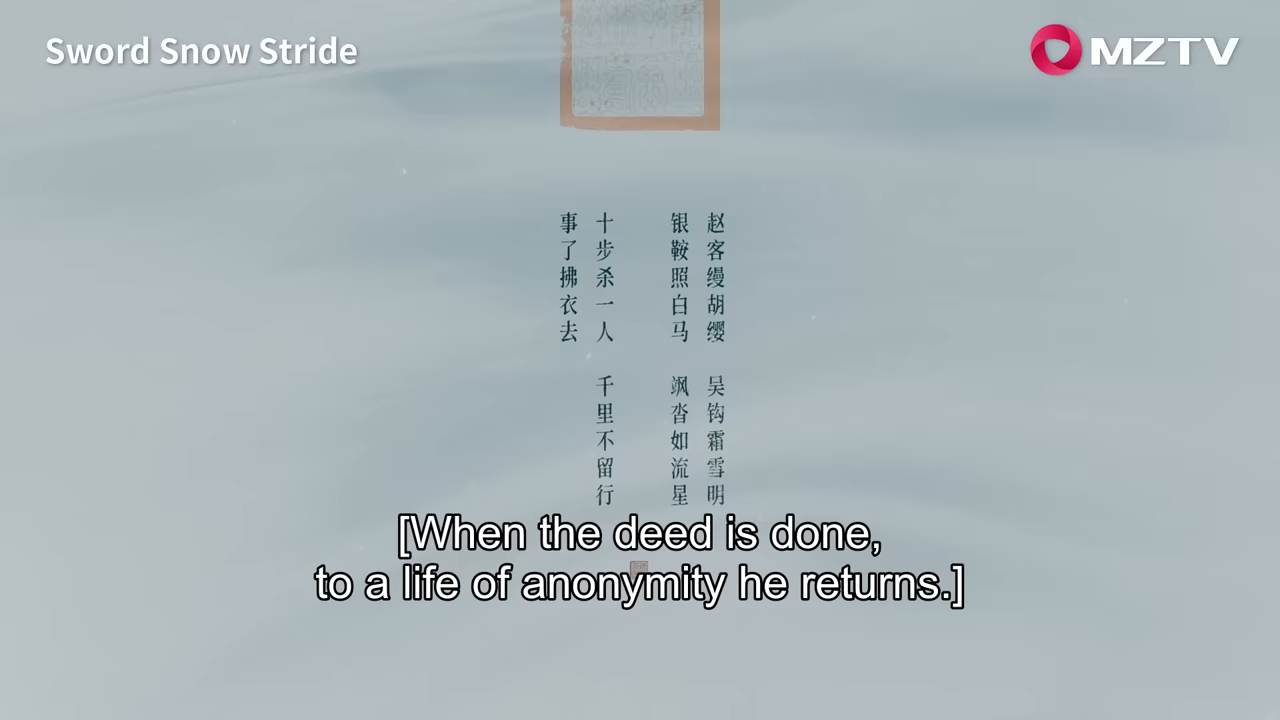 Sword Snow Stride
MZTV
赵客缦胡缨 吴钩霜雪明
银鞍照白马 飒沓如流星
十步杀一人 千里不留行
事了拂衣去
[When the deed is done,
to a life of anonymity he returns.]